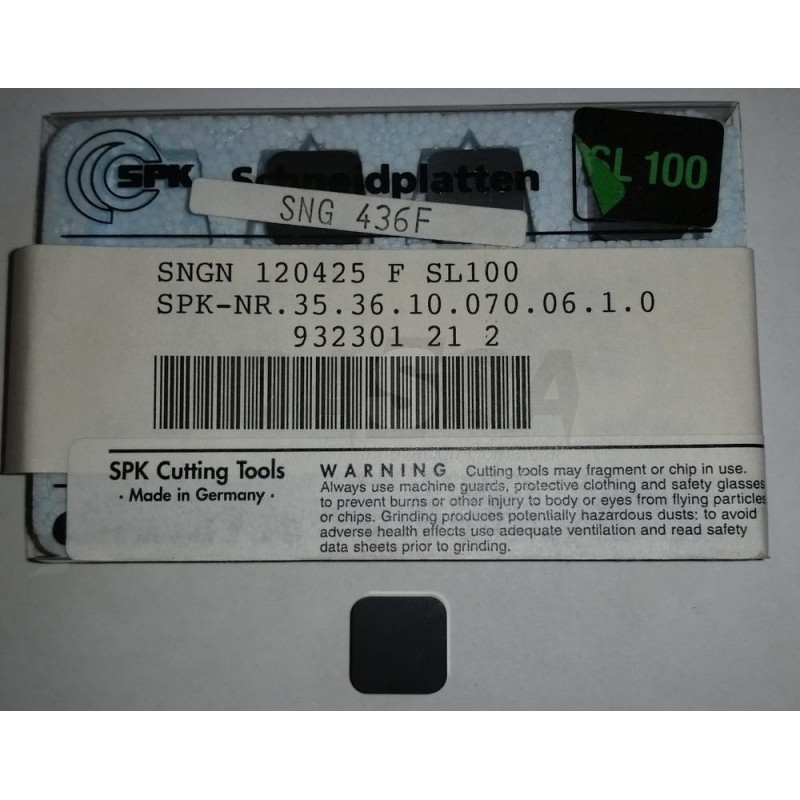 SPK Schneidplatten
SL 100
SNG 436F
SNGN 120425 F SL100
SPK-NR.35.36.10.070.06.1.0
932301 21 2
SPK Cutting Tools
· Made in Germany ·
WARNING Cutting tools may fragment or chip in use.
Always use machine guards, protective clothing and safety glasses
to prevent burns or other injury to body or eyes from flying particles
or chips. Grinding produces potentially hazardous dusts: to avoid
adverse health effects use adequate ventilation and read safety
data sheets prior to grinding.